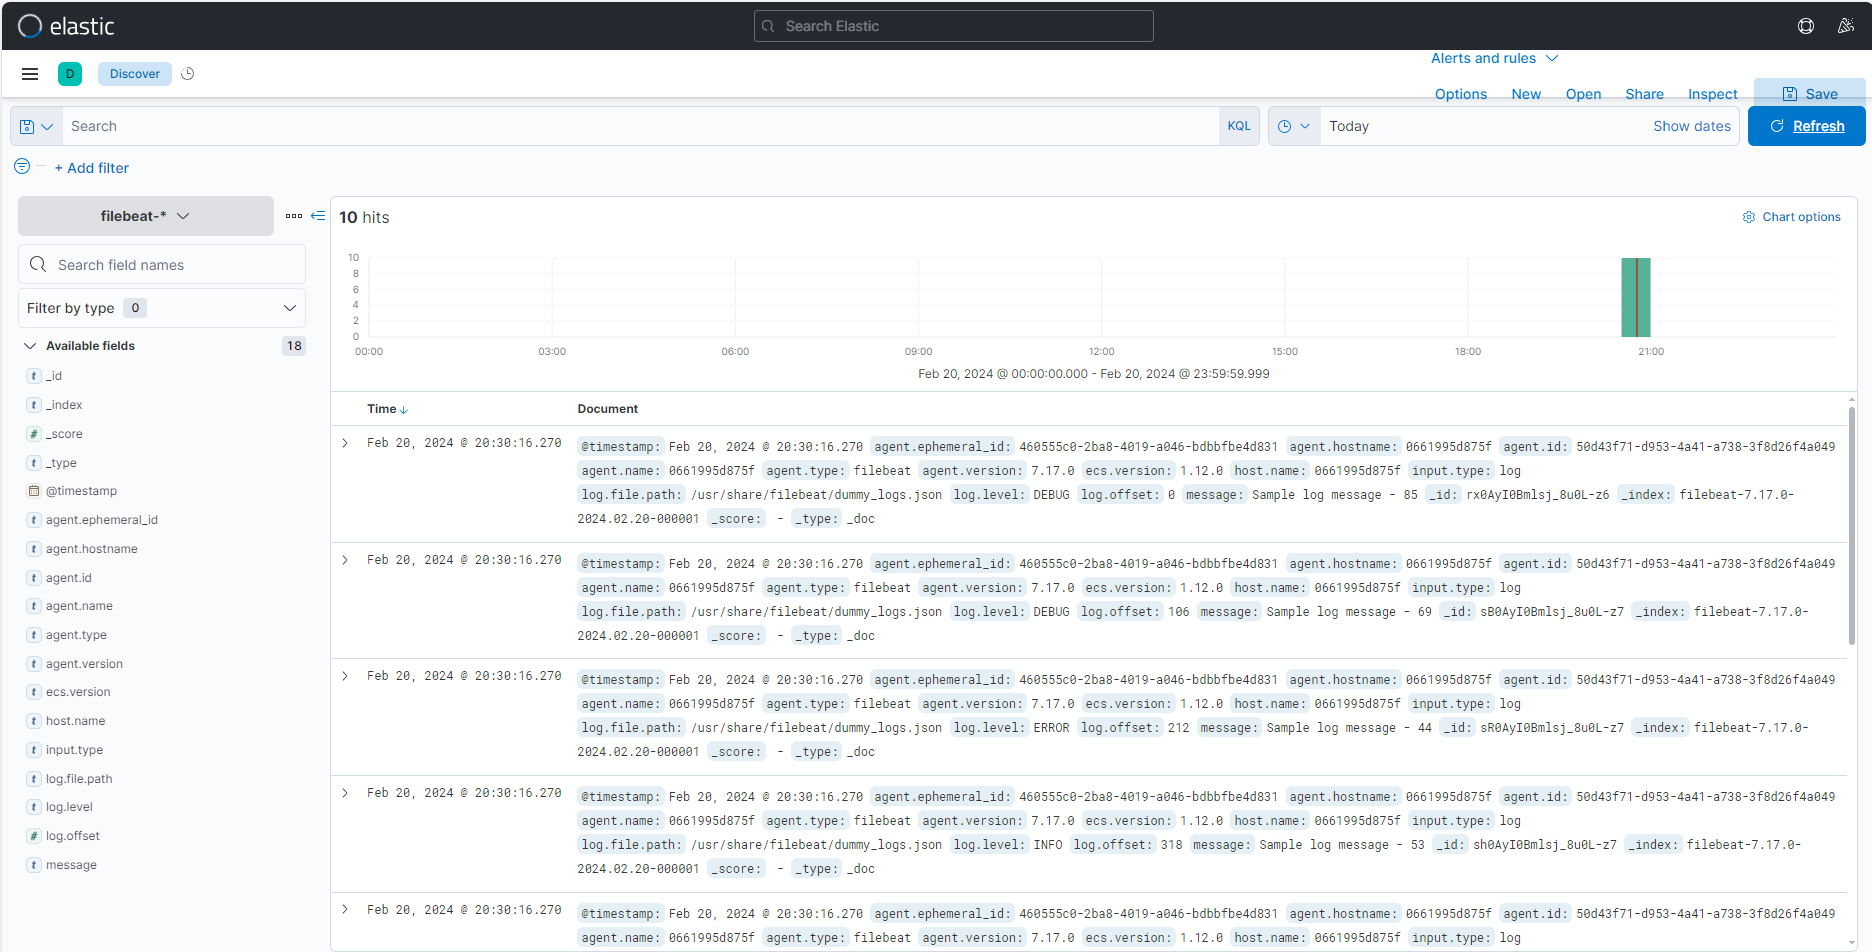 elastic
Search Elastic
D
Discover
Alerts and rules
Options New Open Share Inspect Save
Search
KQL
Today
Show dates
Refresh
+ Add filter
filebeat-*
Search field names
Filter by type 0
Available fields 18
t _id
t _index
# _score
t _type
@timestamp
t agent.ephemeral_id
t agent.hostname
t agent.id
t agent.name
t agent.type
t agent.version
t ecs.version
t host.name
t input.type
t log.file.path
t log.level
# log.offset
t message
10 hits
Chart options
10
8
6
4
2
0
00:00 03:00 06:00 09:00 12:00 15:00 18:00 21:00
Feb 20, 2024 @ 00:00:00.000 - Feb 20, 2024 @ 23:59:59.999
Time Document
Feb 20, 2024 @ 20:30:16.270 @timestamp: Feb 20, 2024 @ 20:30:16.270 agent.ephemeral_id: 460555c0-2ba8-4019-a046-bdbbfbe4d831 agent.hostname: 0661995d875f agent.id: 50d43f71-d953-4a41-a738-3f8d26f4a049
agent.name: 0661995d875f agent.type: filebeat agent.version: 7.17.0 ecs.version: 1.12.0 host.name: 0661995d875f input.type: log
log.file.path: /usr/share/filebeat/dummy_logs.json log.level: DEBUG log.offset: 0 message: Sample log message - 85 _id: rx0AyI0Bmlsj_8u0L-z6 _index: filebeat-7.17.0-
2024.02.20-000001 _score: - _type: _doc
Feb 20, 2024 @ 20:30:16.270 @timestamp: Feb 20, 2024 @ 20:30:16.270 agent.ephemeral_id: 460555c0-2ba8-4019-a046-bdbbfbe4d831 agent.hostname: 0661995d875f agent.id: 50d43f71-d953-4a41-a738-3f8d26f4a049
agent.name: 0661995d875f agent.type: filebeat agent.version: 7.17.0 ecs.version: 1.12.0 host.name: 0661995d875f input.type: log
log.file.path: /usr/share/filebeat/dummy_logs.json log.level: DEBUG log.offset: 106 message: Sample log message - 69 _id: sB0AyI0Bmlsj_8u0L-z7 _index: filebeat-7.17.0-
2024.02.20-000001 _score: - _type: _doc
Feb 20, 2024 @ 20:30:16.270 @timestamp: Feb 20, 2024 @ 20:30:16.270 agent.ephemeral_id: 460555c0-2ba8-4019-a046-bdbbfbe4d831 agent.hostname: 0661995d875f agent.id: 50d43f71-d953-4a41-a738-3f8d26f4a049
agent.name: 0661995d875f agent.type: filebeat agent.version: 7.17.0 ecs.version: 1.12.0 host.name: 0661995d875f input.type: log
log.file.path: /usr/share/filebeat/dummy_logs.json log.level: ERROR log.offset: 212 message: Sample log message - 44 _id: sR0AyI0Bmlsj_8u0L-z7 _index: filebeat-7.17.0-
2024.02.20-000001 _score: - _type: _doc
Feb 20, 2024 @ 20:30:16.270 @timestamp: Feb 20, 2024 @ 20:30:16.270 agent.ephemeral_id: 460555c0-2ba8-4019-a046-bdbbfbe4d831 agent.hostname: 0661995d875f agent.id: 50d43f71-d953-4a41-a738-3f8d26f4a049
agent.name: 0661995d875f agent.type: filebeat agent.version: 7.17.0 ecs.version: 1.12.0 host.name: 0661995d875f input.type: log
log.file.path: /usr/share/filebeat/dummy_logs.json log.level: INFO log.offset: 318 message: Sample log message - 53 _id: sh0AyI0Bmlsj_8u0L-z7 _index: filebeat-7.17.0-
2024.02.20-000001 _score: - _type: _doc
Feb 20, 2024 @ 20:30:16.270 @timestamp: Feb 20, 2024 @ 20:30:16.270 agent.ephemeral_id: 460555c0-2ba8-4019-a046-bdbbfbe4d831 agent.hostname: 0661995d875f agent.id: 50d43f71-d953-4a41-a738-3f8d26f4a049
agent.name: 0661995d875f agent.type: filebeat agent.version: 7.17.0 ecs.version: 1.12.0 host.name: 0661995d875f input.type: log